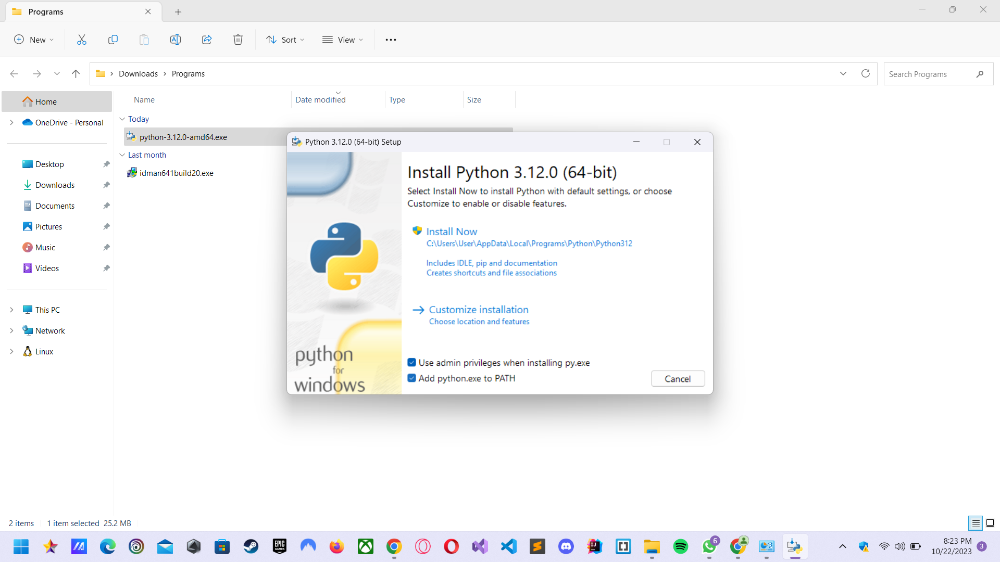 Programs
New
Sort
View
Downloads
Programs
Search Programs
Name
Date modified
Type
Size
Home
OneDrive - Personal
Desktop
Downloads
Documents
Pictures
Music
Videos
This PC
Network
Linux
Today
python-3.12.0-amd64.exe
Last month
idman641build20.exe
Python 3.12.0 (64-bit) Setup
Install Python 3.12.0 (64-bit)
Select Install Now to install Python with default settings, or choose
Customize to enable or disable features.
Install Now
C:\Users\User\AppData\Local\Programs\Python\Python312
Includes IDLE, pip and documentation
Creates shortcuts and file associations
Customize installation
Choose location and features
Use admin privileges when installing py.exe
Add python.exe to PATH
Cancel
python
for
windows
2 items
1 item selected 25.2 MB
EPIC
GAMES
IJ
6
8:23 PM
10/22/2023
3